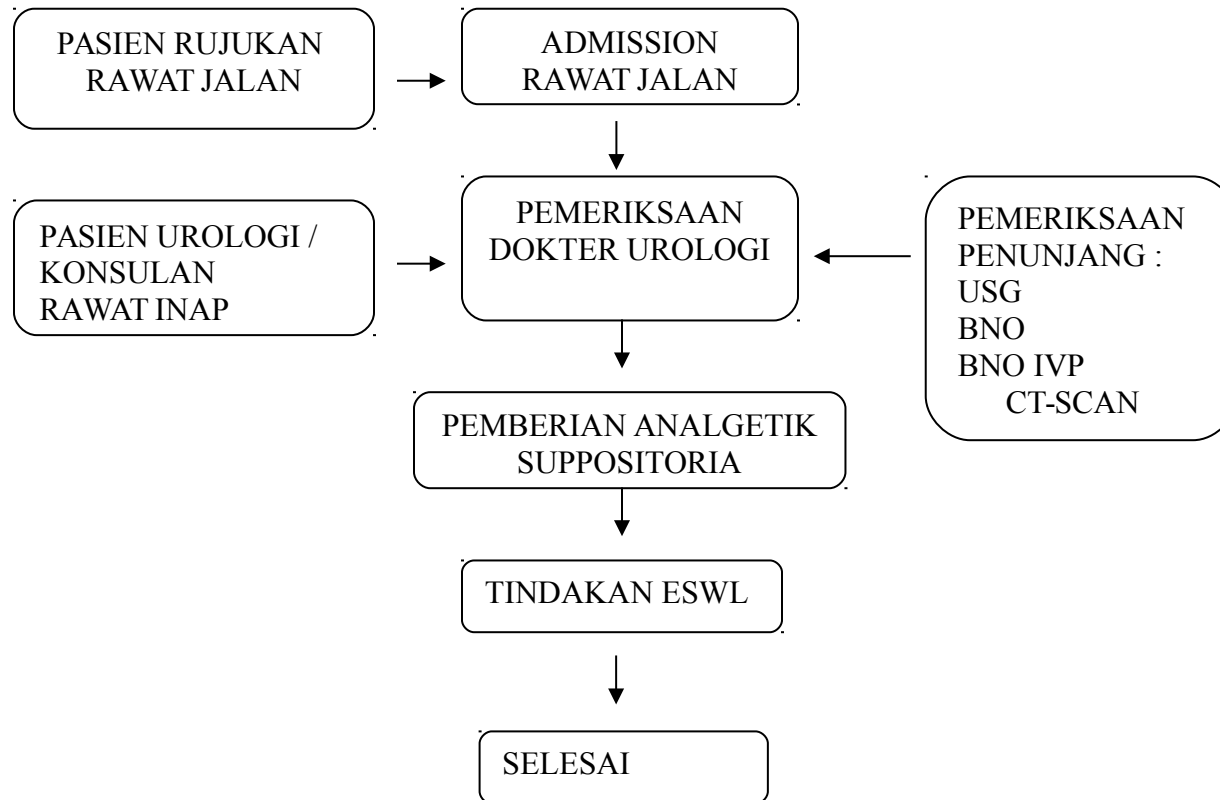 PASIEN RUJUKAN
RAWAT JALAN
ADMISSION
RAWAT JALAN
PASIEN UROLOGI /
KONSULAN
RAWAT INAP
PEMERIKSAAN
DOKTER UROLOGI
PEMERIKSAAN
PENUNJANG :
USG
BNO
BNO IVP
CT-SCAN
PEMBERIAN ANALGETIK
SUPPOSITORIA
TINDAKAN ESWL
SELESAI